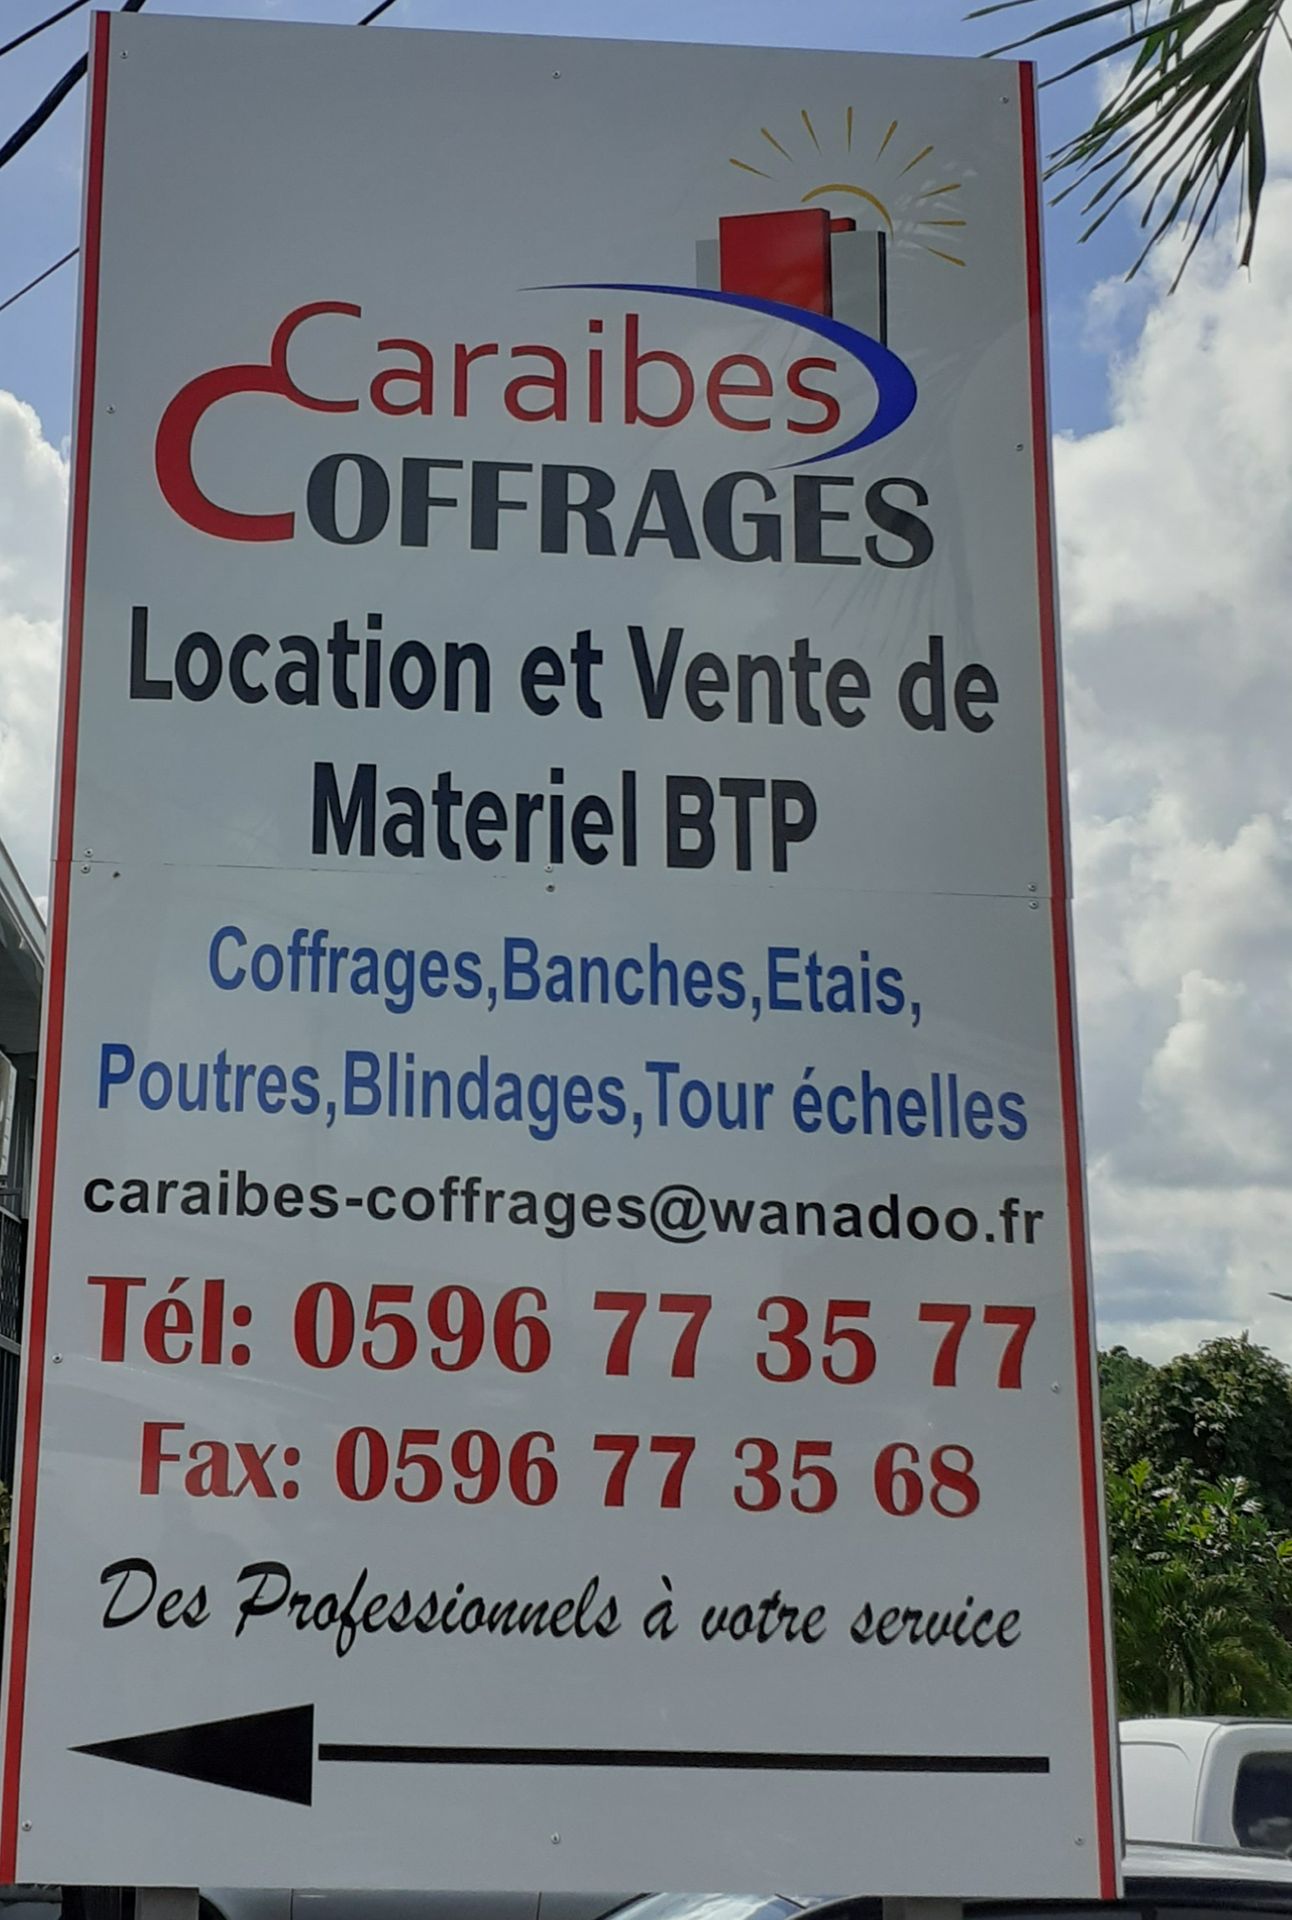 Caraibes
COFFRAGES
Location et Vente de
Materiel BTP
Coffrages,Banches,Etais,
Poutres,Blindages,Tour échelles
caraibes-coffrages@wanadoo.fr
Tél: 0596 77 35 77
Fax: 0596 77 35 68
Des Professionnels à votre service